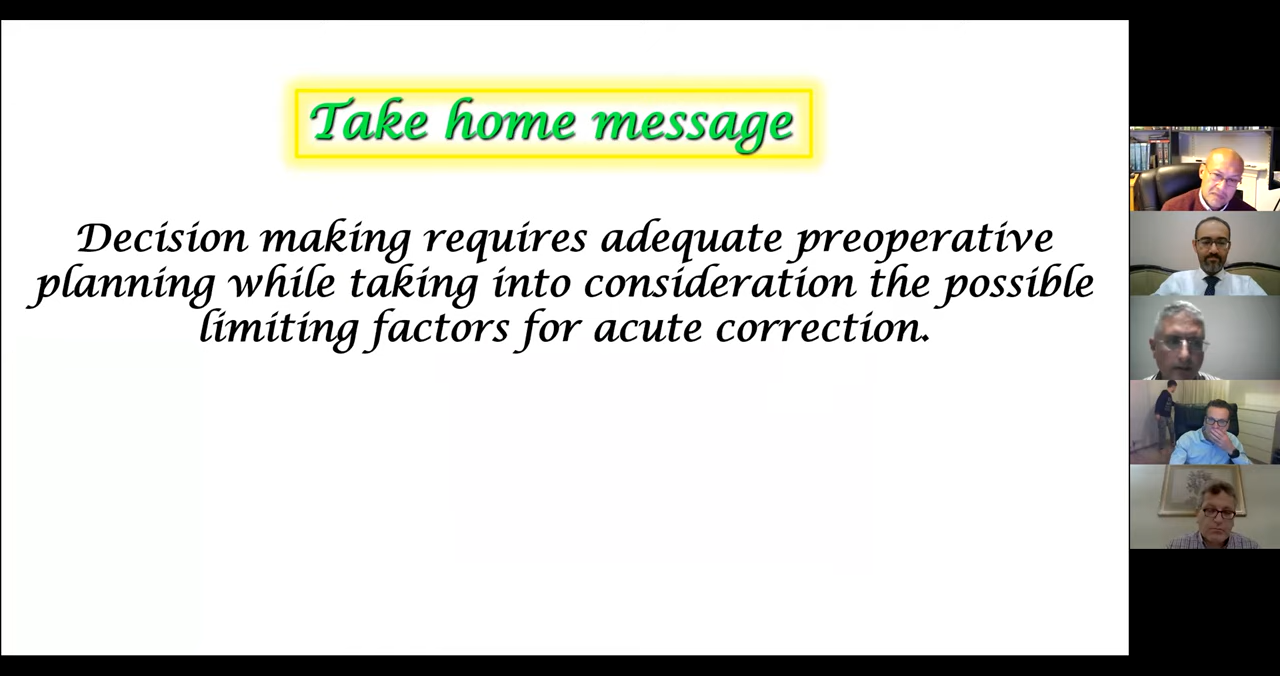 Take home message
Decision making requires adequate preoperative
planning while taking into consideration the possible
limiting factors for acute correction.